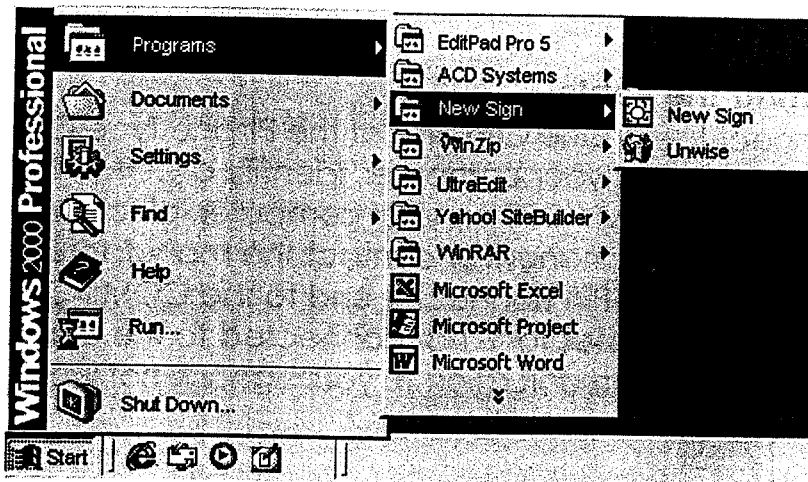 Windows 2000 Professional
Programs
Documents
Settings
Find
Help
Run...
Shut Down...
EditPad Pro 5
ACD Systems
New Sign
WinZip
UltraEdit
Yahoo! SiteBuilder
WinRAR
Microsoft Excel
Microsoft Project
Microsoft Word
New Sign
Unwise
Start